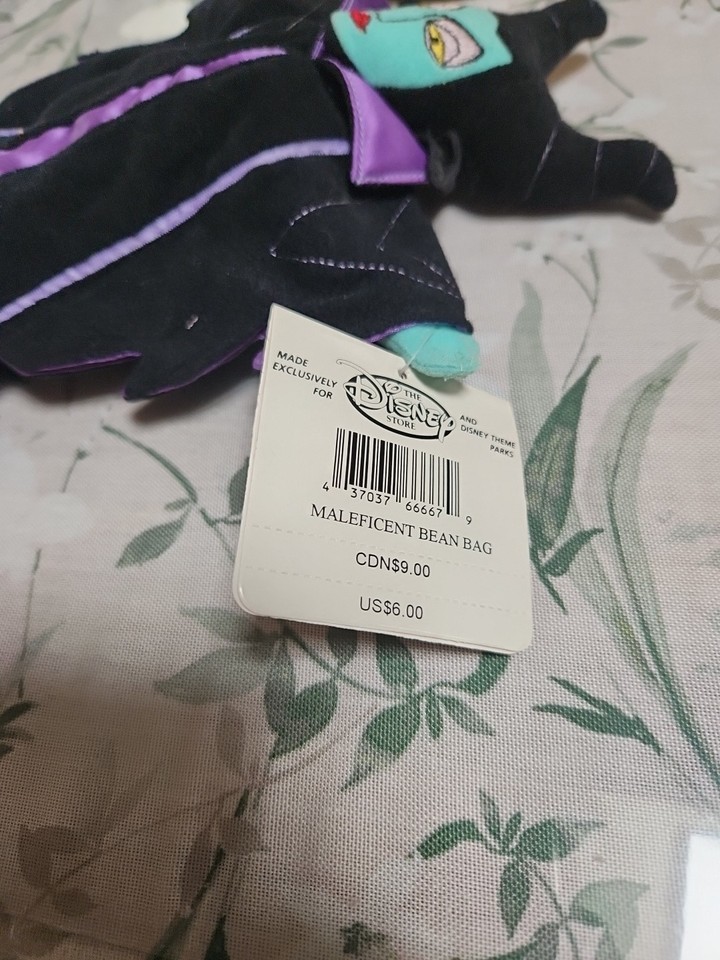 MADE
EXCLUSIVELY
FOR
THE
DISNEY
STORE
AND
DISNEY THEME
PARKS
4 37037 66667 9
MALEFICENT BEAN BAG
CDN$9.00
US$6.00